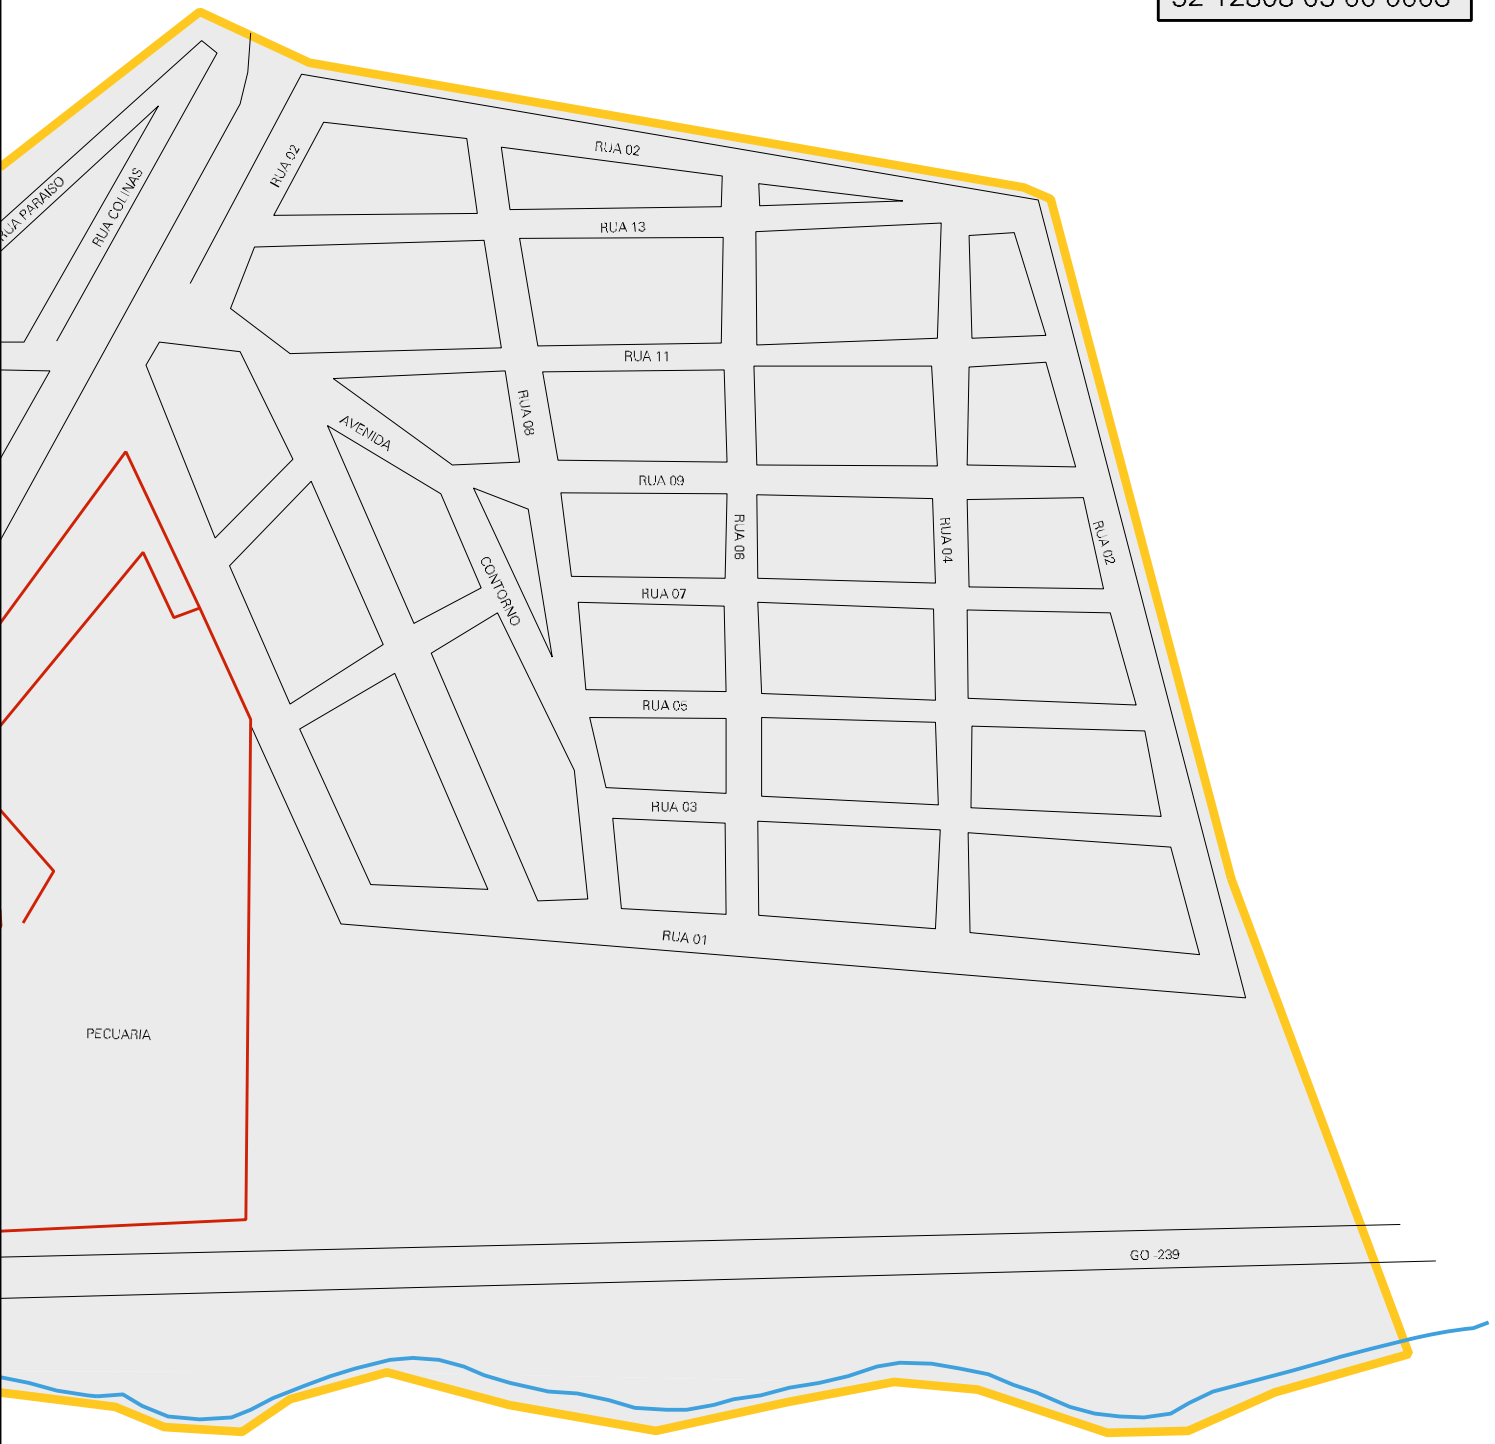 RUA 02
RUA 02
RUA PARAISO
RUA COLINAS
RUA 13
RUA 11
RUA 08
AVENIDA
RUA 09
RUA 06
RUA 04
RUA 02
CONTORNO
RUA 07
RUA 05
RUA 03
RUA 01
PECUARIA
GO -239